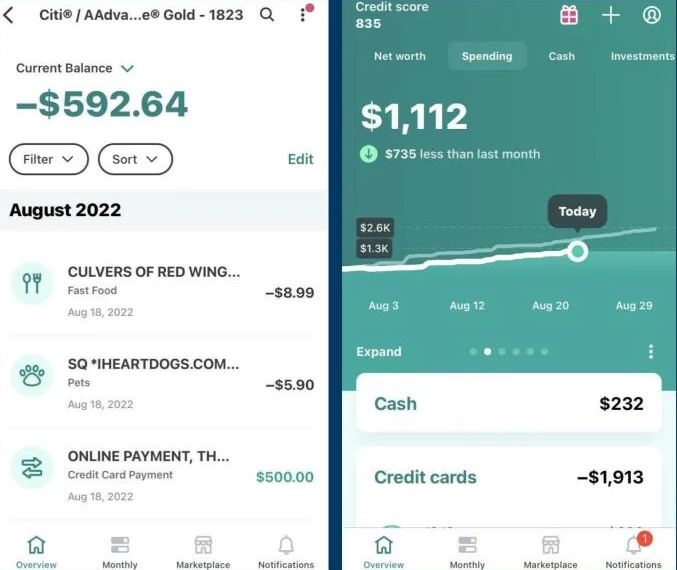 Citi® / AAdva...e® Gold - 1823
Current Balance
–$592.64
Filter
Sort
Edit
August 2022
CULVERS OF RED WING...
Fast Food
–$8.99
Aug 18, 2022
SQ *IHEARTDOGS.COM...
Pets
–$5.90
Aug 18, 2022
ONLINE PAYMENT, TH...
Credit Card Payment
$500.00
Aug 18, 2022
Overview
Monthly
Marketplace
Notifications
Credit score
835
Net worth
Spending
Cash
Investments
$1,112
$735 less than last month
Today
$2.6K
$1.3K
Aug 3
Aug 12
Aug 20
Aug 29
Expand
Cash
$232
Credit cards
–$1,913
1
Overview
Monthly
Marketplace
Notifications